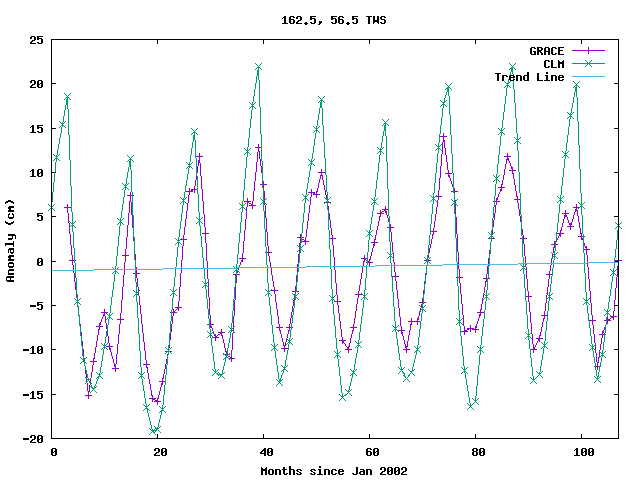 162.5, 56.5 TWS
GRACE
CLM
Trend Line
Anomaly (cm)
25
20
15
10
5
0
-5
-10
-15
-20
0 20 40 60 80 100
Months since Jan 2002